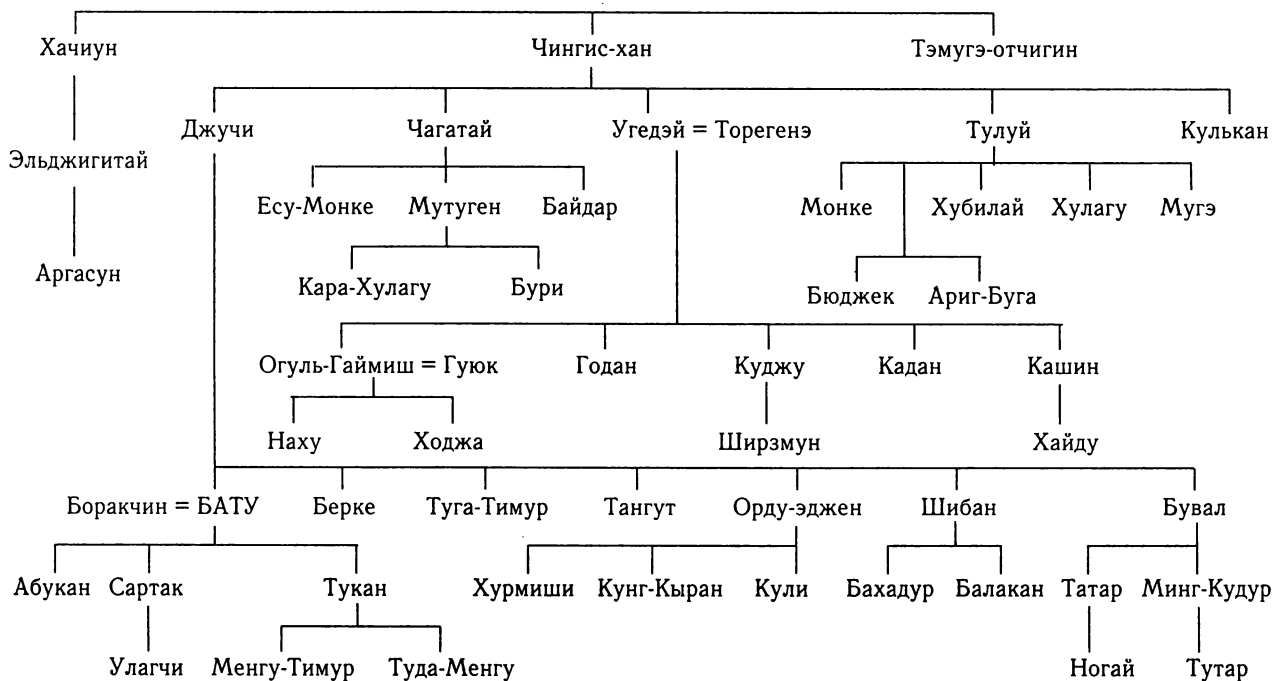 Хачиун Чингис-хан Тэмугэ-отчигин
Джучи Чагатай Угедэй = Торегенэ Тулуй Кулькан
Эльджигитай
Есу-Монке Мутуген Байдар Монке Хубилай Хулагу Мугэ
Аргасун
Кара-Хулагу Бури Бюджек Ариг-Буга
Огуль-Гаймиш = Гуюк Годан Куджу Кадан Кашин
Наху Ходжа Ширзмун Хайду
Боракчин = БАТУ Берке Туга-Тимур Тангут Орду-эджен Шибан Бувал
Абукан Сартак Тукан Хурмиши Кунг-Кыран Кули Бахадур Балакан Татар Минг-Кудур
Улагчи Менгу-Тимур Туда-Менгу Ногай Тутар